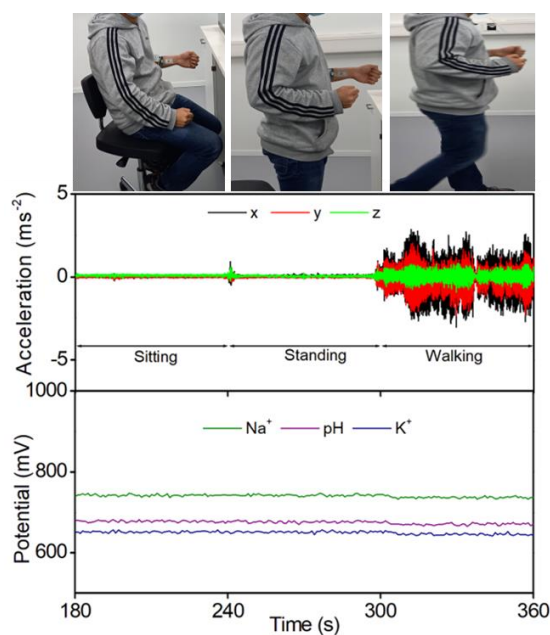 5
x y z
0
Acceleration (ms⁻²)
Sitting Standing Walking
-5
1000
Na⁺ pH K⁺
800
Potential (mV)
600
180 240 300 360
Time (s)